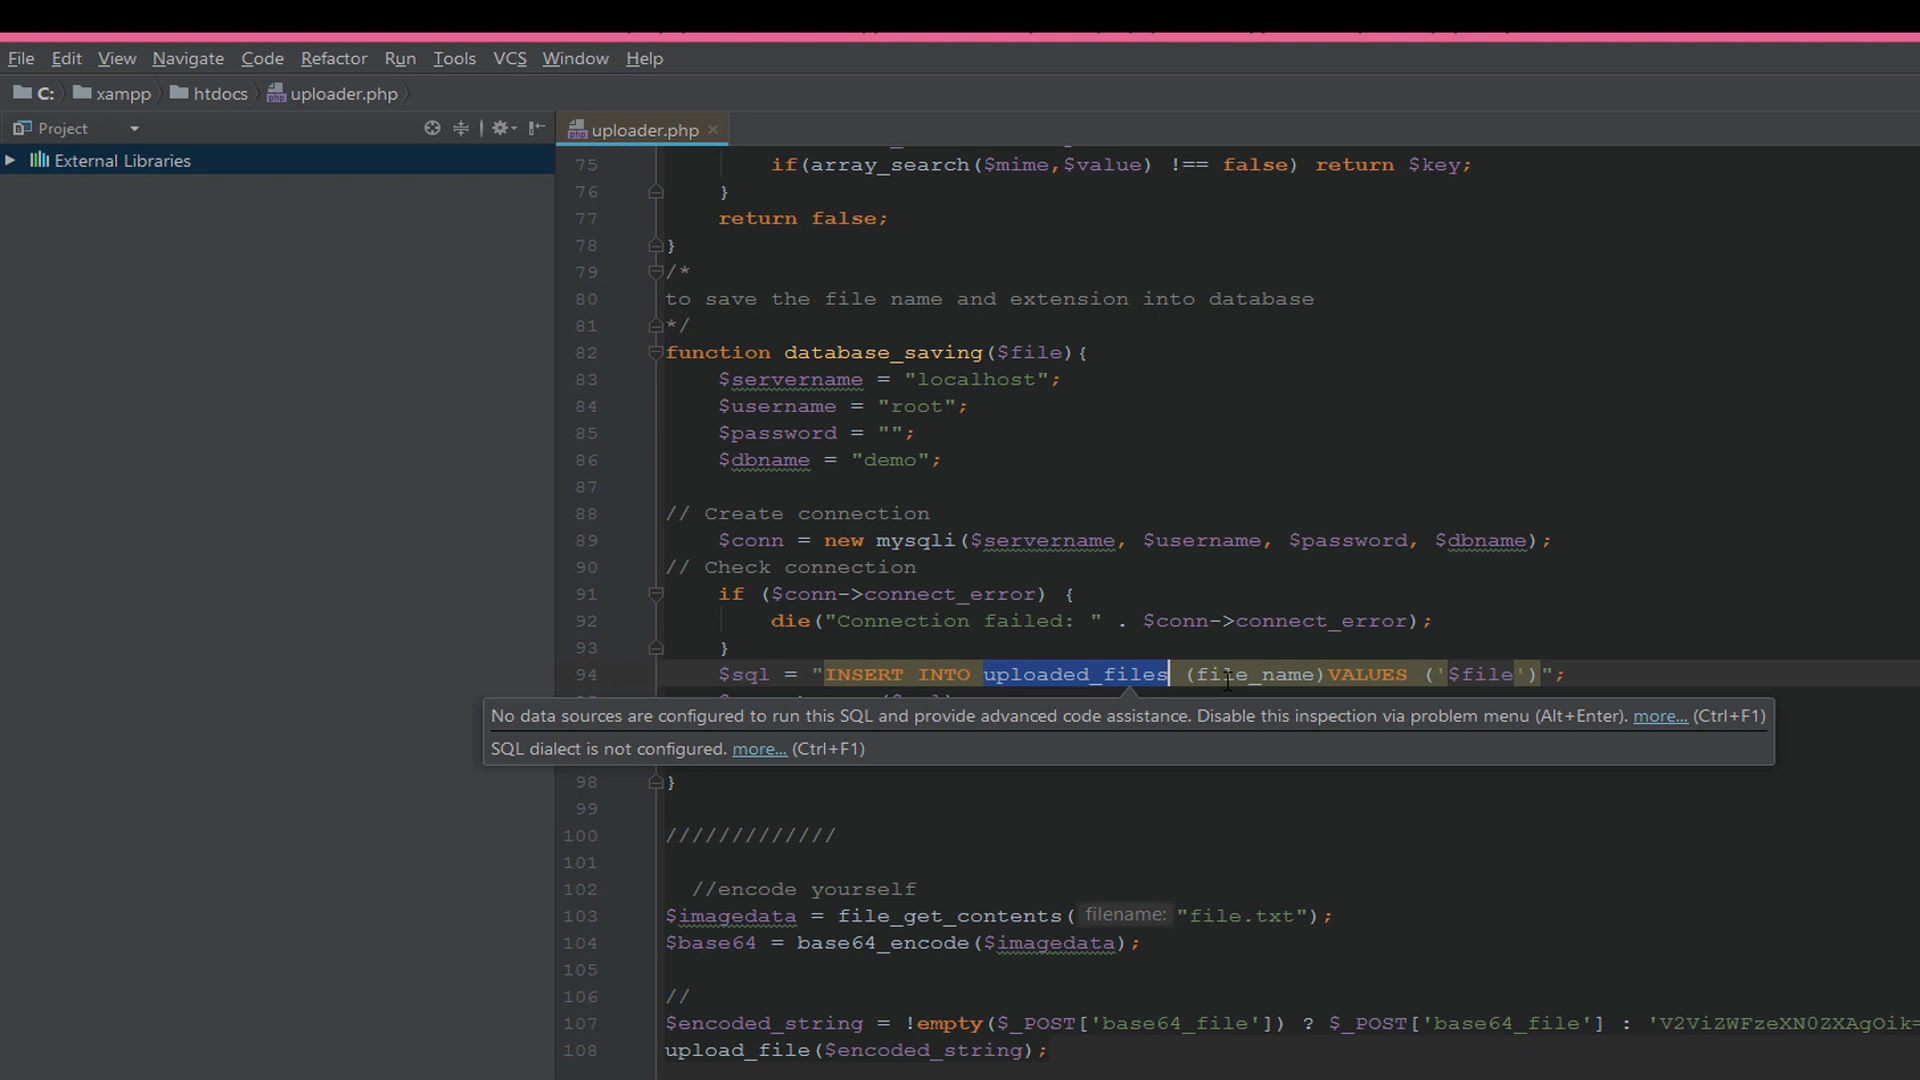 File Edit View Navigate Code Refactor Run Tools VCS Window Help
C: xampp htdocs uploader.php
Project
uploader.php
External Libraries
75 if(array_search($mime,$value) !== false) return $key;
76 }
77 return false;
78 }
79 /*
80 to save the file name and extension into database
81 */
82 function database_saving($file){
83 $servername = "localhost";
84 $username = "root";
85 $password = "";
86 $dbname = "demo";
87
88 // Create connection
89 $conn = new mysqli($servername, $username, $password, $dbname);
90 // Check connection
91 if ($conn->connect_error) {
92 die("Connection failed: " . $conn->connect_error);
93 }
94 $sql = "INSERT INTO uploaded_files (file_name)VALUES ('$file')";
No data sources are configured to run this SQL and provide advanced code assistance. Disable this inspection via problem menu (Alt+Enter). more... (Ctrl+F1)
SQL dialect is not configured. more... (Ctrl+F1)
98 }
99
100 /////////////
101
102 //encode yourself
103 $imagedata = file_get_contents( filename: "file.txt");
104 $base64 = base64_encode($imagedata);
105
106 //
107 $encoded_string = !empty($_POST['base64_file']) ? $_POST['base64_file'] : 'V2ViZWFzeXN0ZXAgOik=
108 upload_file($encoded_string);